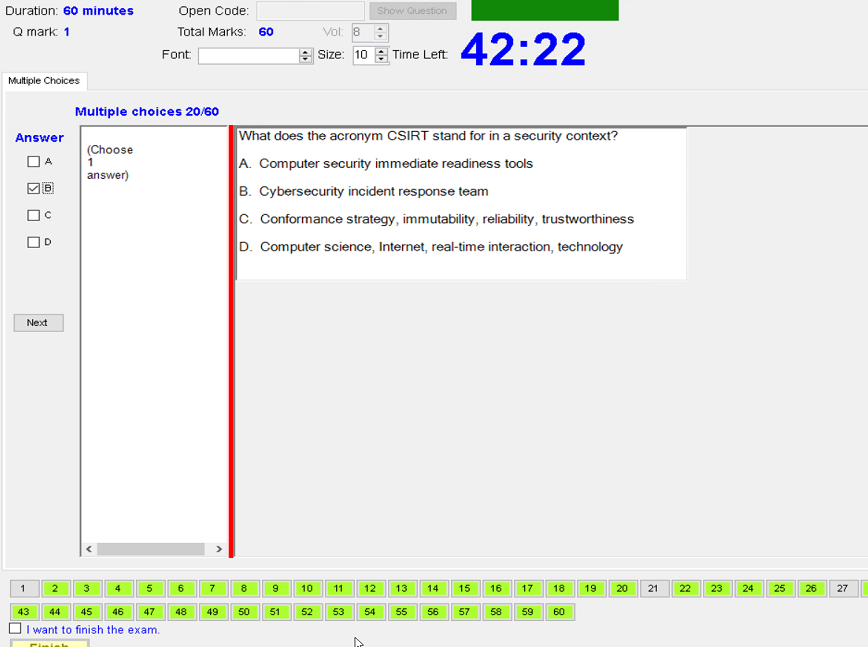 Duration: 60 minutes Open Code: Show Question
Q mark: 1 Total Marks: 60 Vol: 8
Font: Size: 10 Time Left: 42:22
Multiple Choices
Multiple choices 20/60
Answer
A
B
C
D
Next
(Choose
1
answer)
What does the acronym CSIRT stand for in a security context?
A. Computer security immediate readiness tools
B. Cybersecurity incident response team
C. Conformance strategy, immutability, reliability, trustworthiness
D. Computer science, Internet, real-time interaction, technology
1 2 3 4 5 6 7 8 9 10 11 12 13 14 15 16 17 18 19 20 21 22 23 24 25 26 27
43 44 45 46 47 48 49 50 51 52 53 54 55 56 57 58 59 60
I want to finish the exam.
Finish